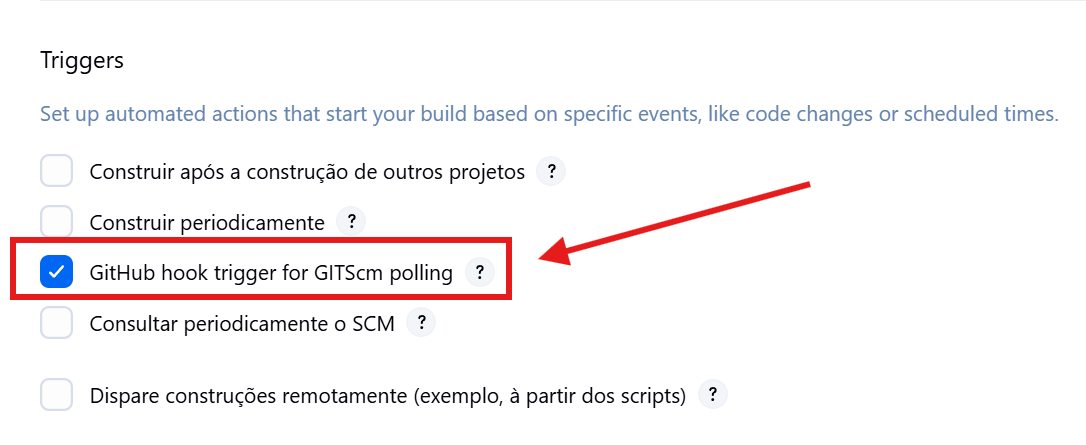 Triggers
Set up automated actions that start your build based on specific events, like code changes or scheduled times.
Construir após a construção de outros projetos ?
Construir periodicamente ?
GitHub hook trigger for GITScm polling ?
Consultar periodicamente o SCM ?
Dispare construções remotamente (exemplo, à partir dos scripts) ?